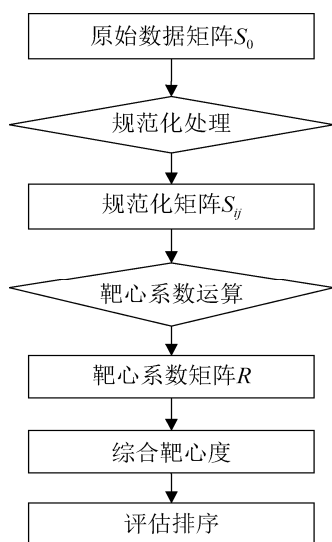 原始数据矩阵S₀
规范化处理
规范化矩阵Sᵢⱼ
靶心系数运算
靶心系数矩阵R
综合靶心度
评估排序